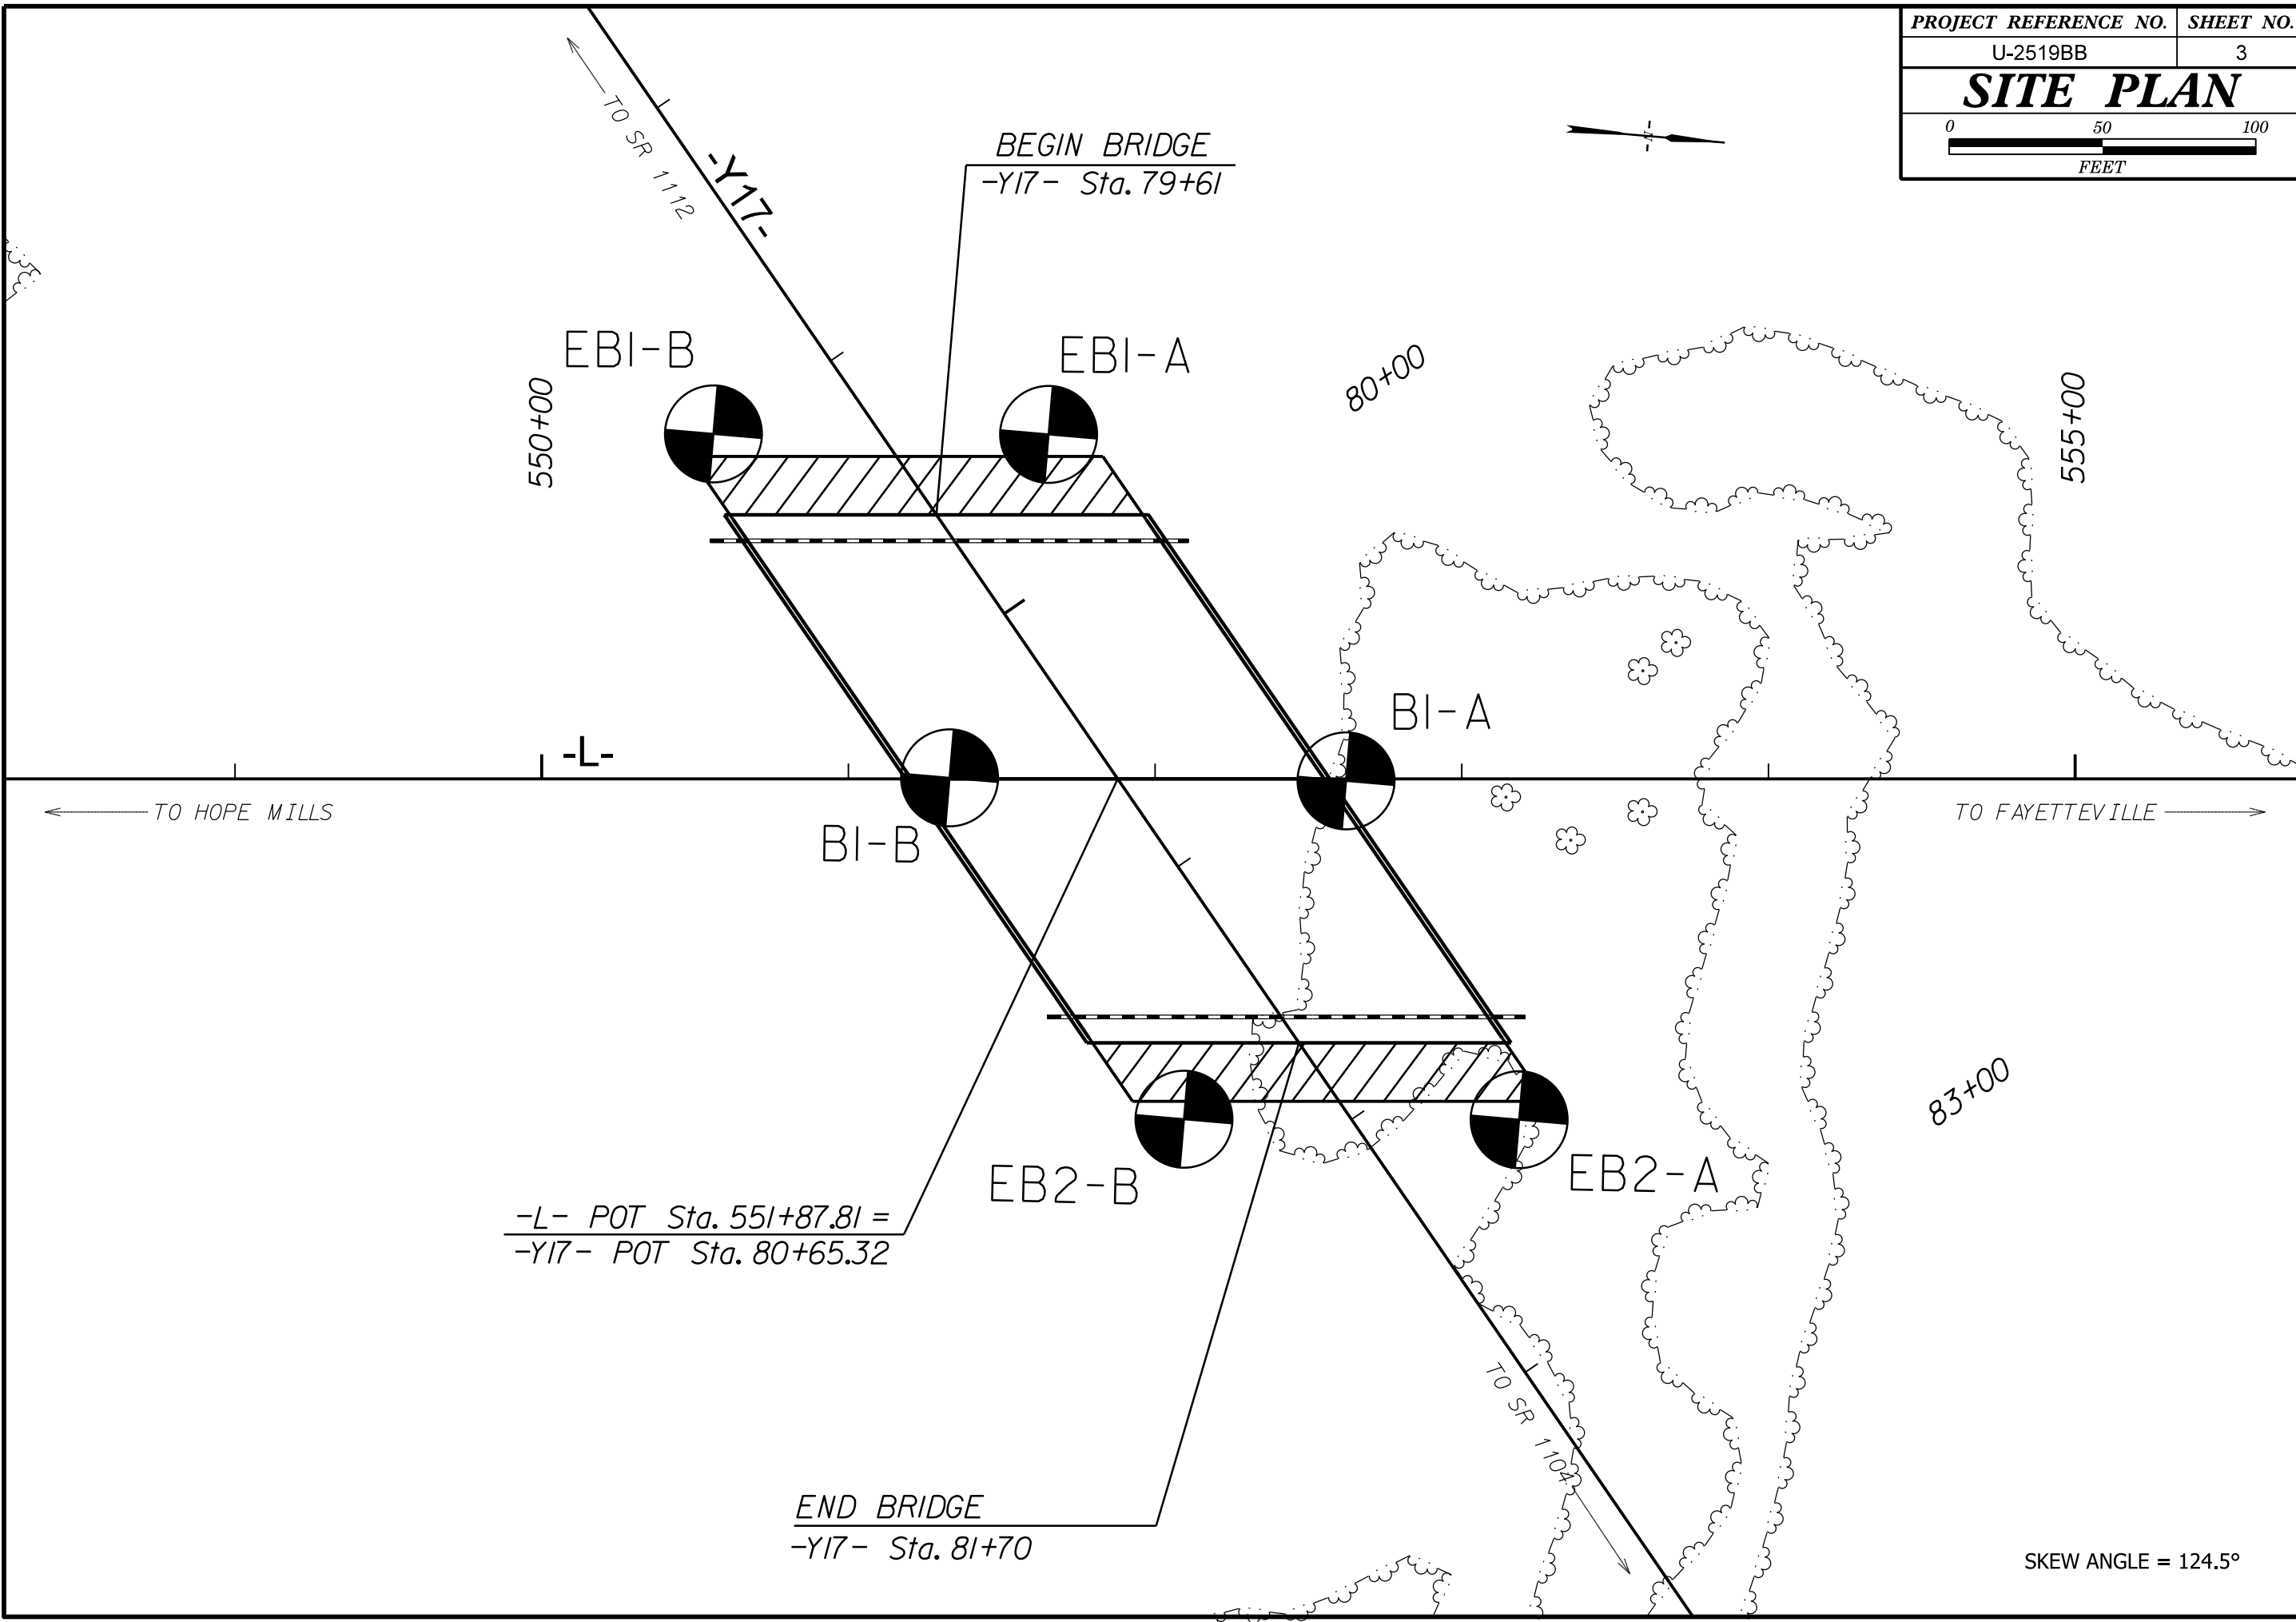 PROJECT REFERENCE NO. SHEET NO.
U-2519BB 3
SITE PLAN
0 50 100
FEET
TO SR 1112
-Y17-
BEGIN BRIDGE
-Y17- Sta. 79+61
-N-
EB1-B
EB1-A
550+00
80+00
555+00
B1-A
-L-
TO HOPE MILLS
TO FAYETTEVILLE
B1-B
EB2-B
EB2-A
83+00
-L- POT Sta. 551+87.81 =
-Y17- POT Sta. 80+65.32
TO SR 1104
END BRIDGE
-Y17- Sta. 81+70
SKEW ANGLE = 124.5°